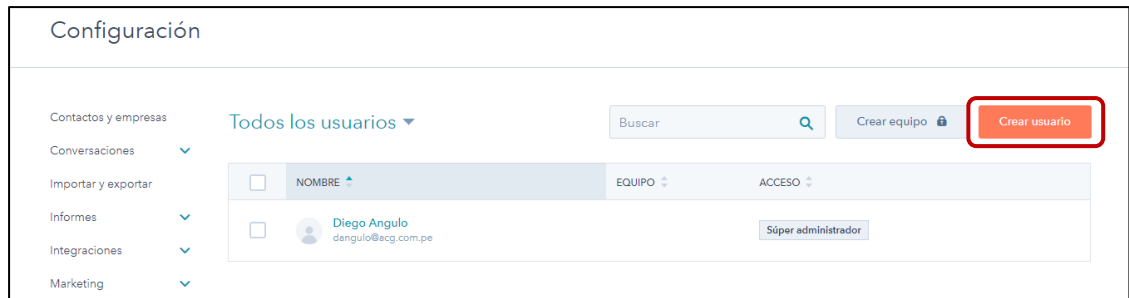 Configuración
Contactos y empresas
Conversaciones
Importar y exportar
Informes
Integraciones
Marketing
Todos los usuarios
Buscar
Crear equipo
Crear usuario
NOMBRE
EQUIPO
ACCESO
Diego Angulo
dangulo@acg.com.pe
Súper administrador